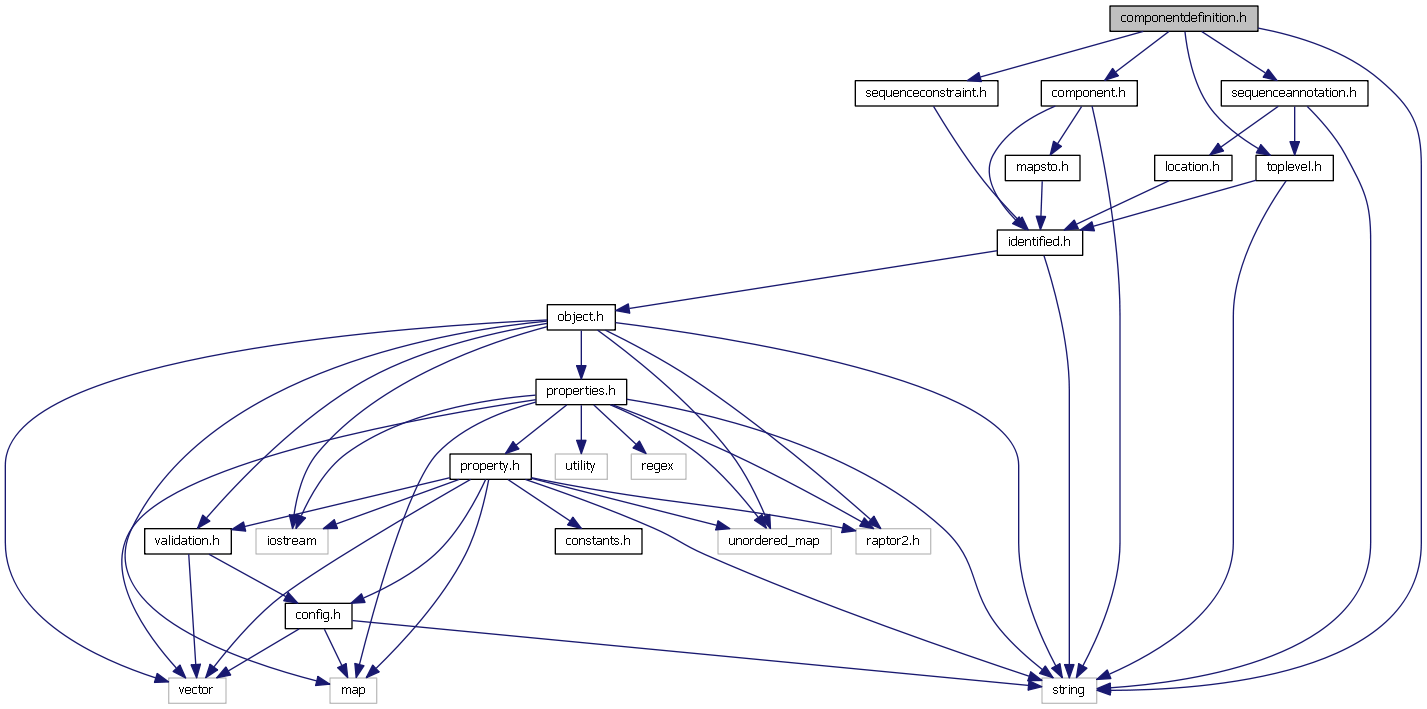 componentdefinition.h
sequenceconstraint.h
component.h
sequenceannotation.h
mapsto.h
location.h
toplevel.h
identified.h
object.h
properties.h
property.h
utility
regex
validation.h
iostream
constants.h
unordered_map
raptor2.h
config.h
vector
map
string